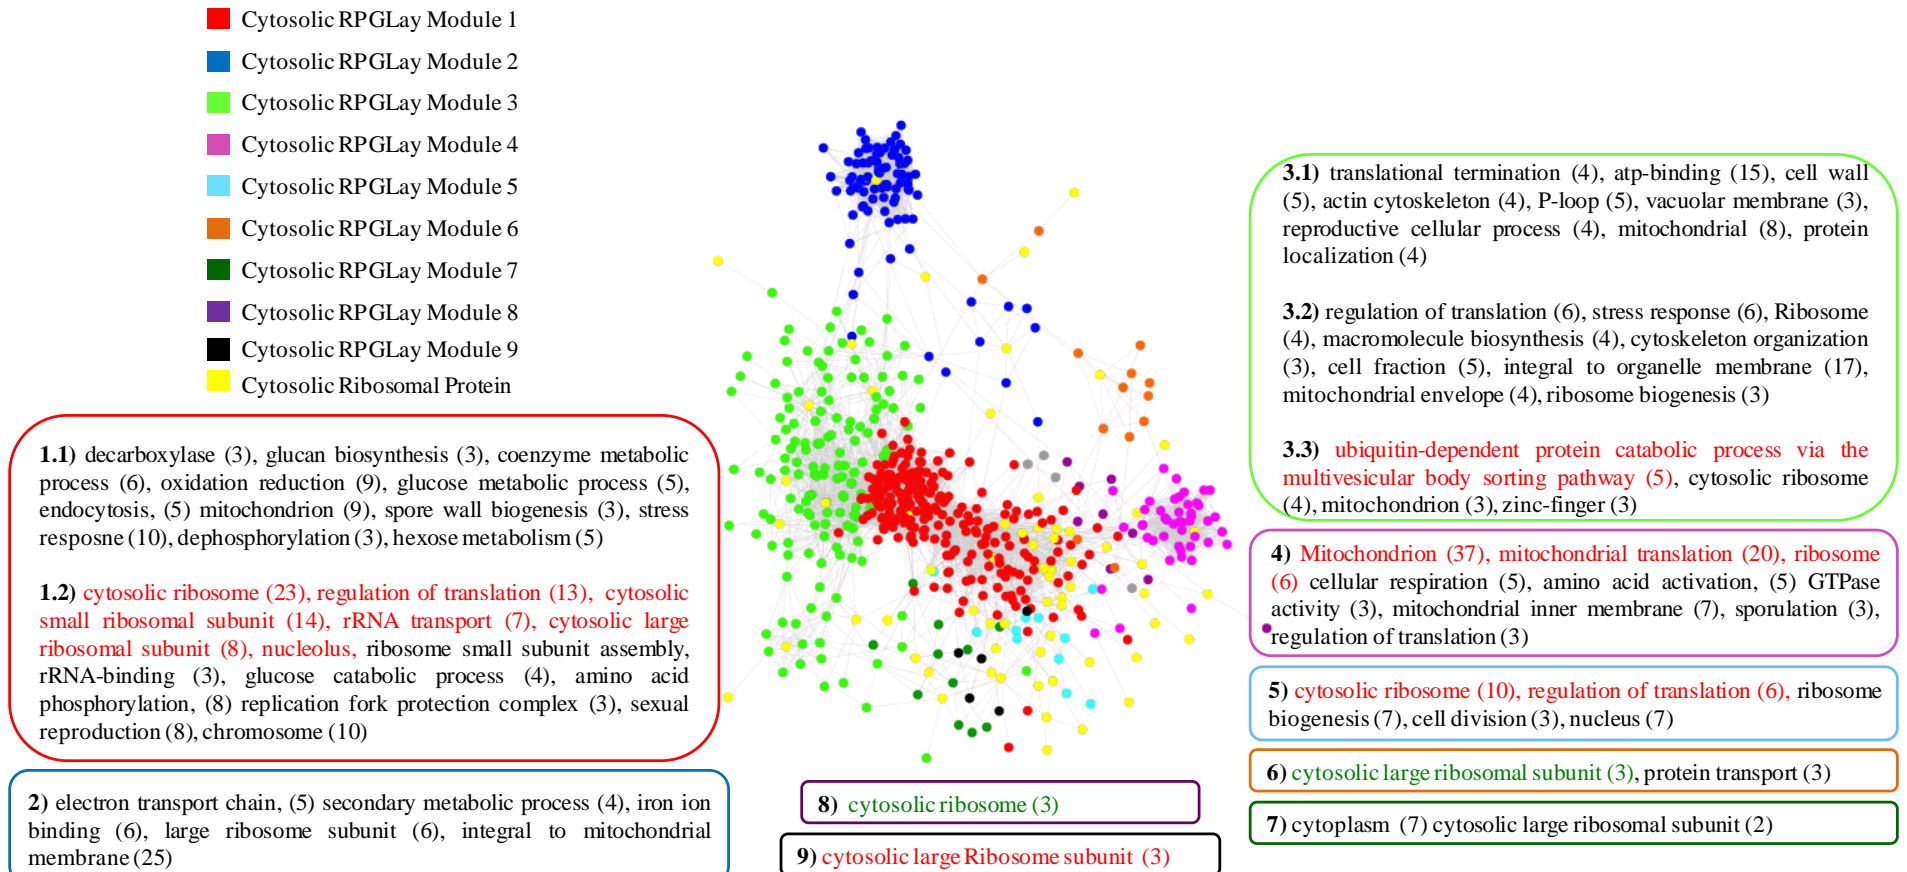 Cytosolic RPGLay Module 1
Cytosolic RPGLay Module 2
Cytosolic RPGLay Module 3
Cytosolic RPGLay Module 4
Cytosolic RPGLay Module 5
Cytosolic RPGLay Module 6
Cytosolic RPGLay Module 7
Cytosolic RPGLay Module 8
Cytosolic RPGLay Module 9
Cytosolic Ribosomal Protein
1.1) decarboxylase (3), glucan biosynthesis (3), coenzyme metabolic
process (6), oxidation reduction (9), glucose metabolic process (5),
endocytosis, (5) mitochondrion (9), spore wall biogenesis (3), stress
resposne (10), dephosphorylation (3), hexose metabolism (5)
1.2) cytosolic ribosome (23), regulation of translation (13), cytosolic
small ribosomal subunit (14), rRNA transport (7), cytosolic large
ribosomal subunit (8), nucleolus, ribosome small subunit assembly,
rRNA-binding (3), glucose catabolic process (4), amino acid
phosphorylation, (8) replication fork protection complex (3), sexual
reproduction (8), chromosome (10)
2) electron transport chain, (5) secondary metabolic process (4), iron ion
binding (6), large ribosome subunit (6), integral to mitochondrial
membrane (25)
8) cytosolic ribosome (3)
9) cytosolic large Ribosome subunit (3)
3.1) translational termination (4), atp-binding (15), cell wall
(5), actin cytoskeleton (4), P-loop (5), vacuolar membrane (3),
reproductive cellular process (4), mitochondrial (8), protein
localization (4)
3.2) regulation of translation (6), stress response (6), Ribosome
(4), macromolecule biosynthesis (4), cytoskeleton organization
(3), cell fraction (5), integral to organelle membrane (17),
mitochondrial envelope (4), ribosome biogenesis (3)
3.3) ubiquitin-dependent protein catabolic process via the
multivesicular body sorting pathway (5), cytosolic ribosome
(4), mitochondrion (3), zinc-finger (3)
4) Mitochondrion (37), mitochondrial translation (20), ribosome
(6) cellular respiration (5), amino acid activation, (5) GTPase
activity (3), mitochondrial inner membrane (7), sporulation (3),
regulation of translation (3)
5) cytosolic ribosome (10), regulation of translation (6), ribosome
biogenesis (7), cell division (3), nucleus (7)
6) cytosolic large ribosomal subunit (3), protein transport (3)
7) cytoplasm (7) cytosolic large ribosomal subunit (2)